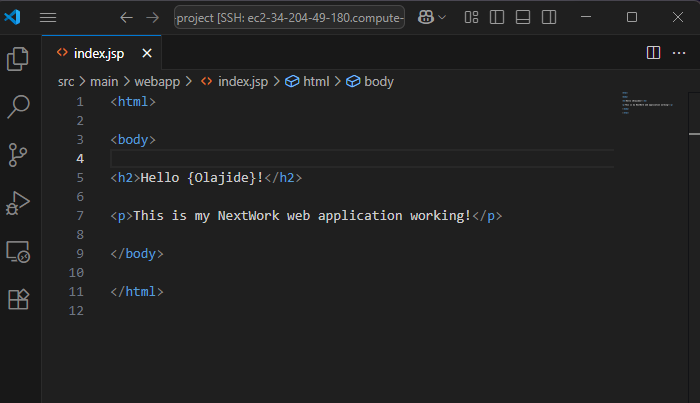 -project [SSH: ec2-34-204-49-180.compute-
index.jsp
src > main > webapp > index.jsp > html > body
1 <html>
2
3 <body>
4
5 <h2>Hello {Olajide}!</h2>
6
7 <p>This is my NextWork web application working!</p>
8
9 </body>
10
11 </html>
12